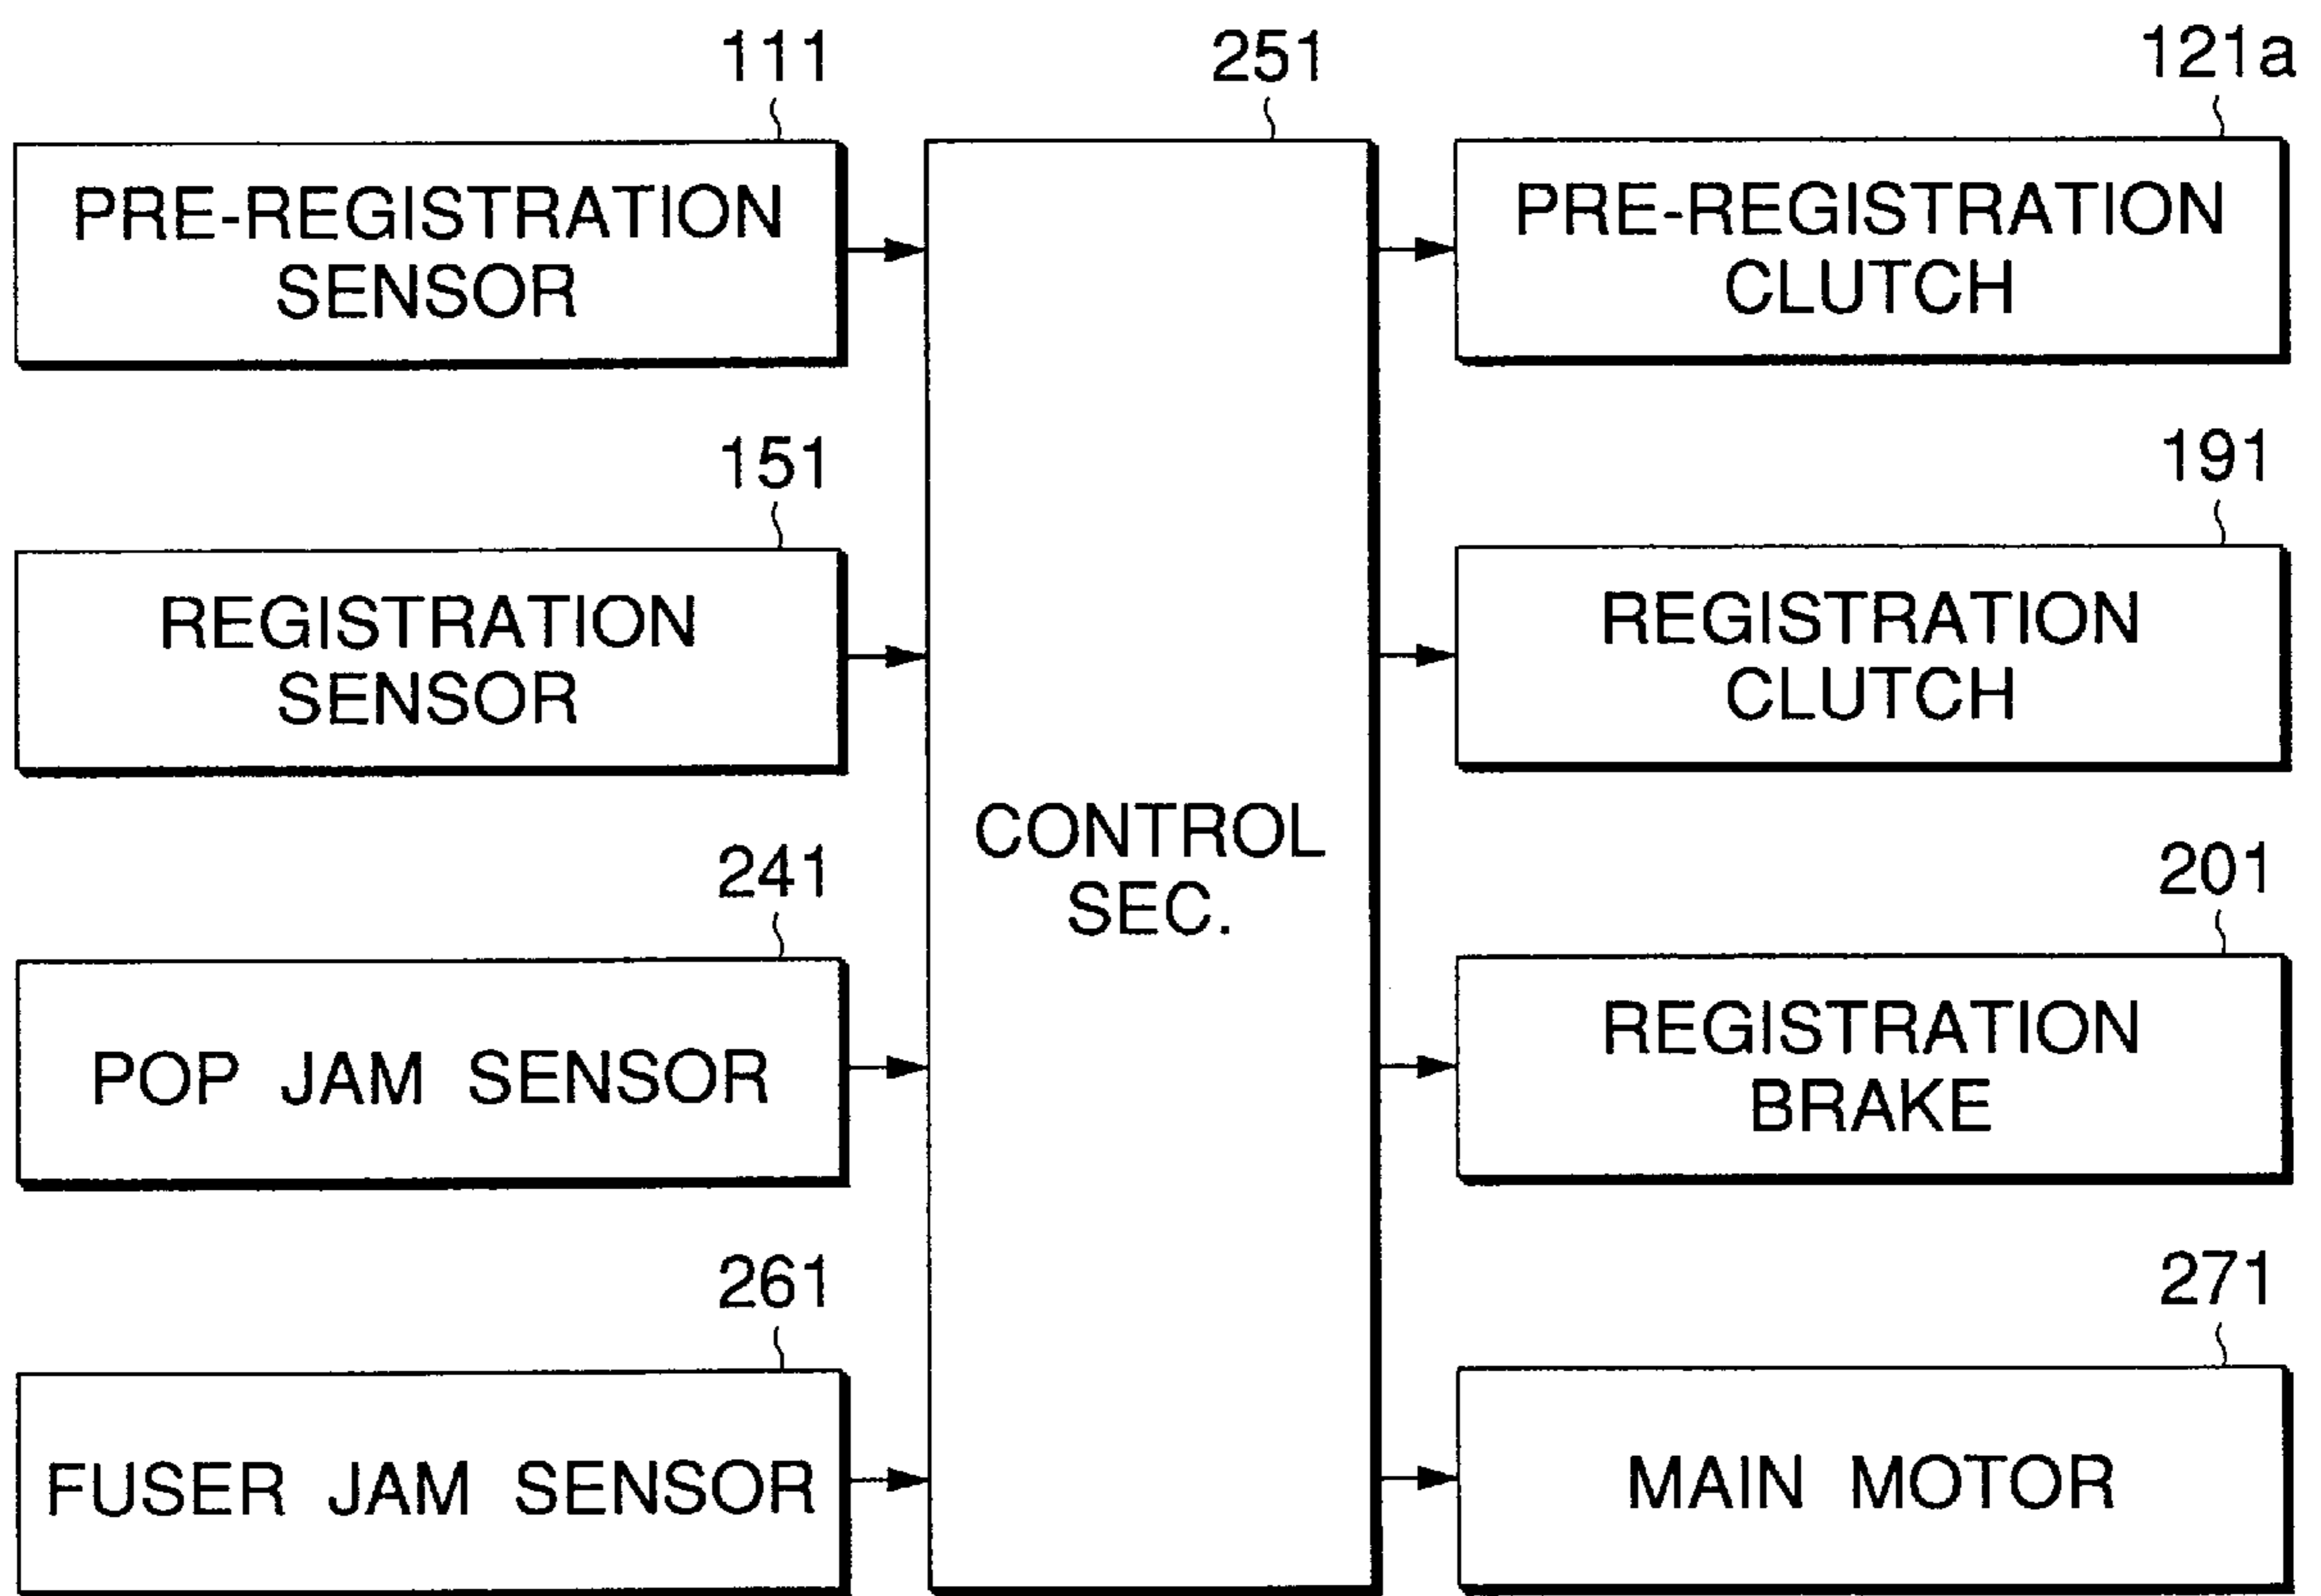 111
PRE-REGISTRATION
SENSOR
151
REGISTRATION
SENSOR
241
POP JAM SENSOR
261
FUSER JAM SENSOR
251
CONTROL
SEC.
121a
PRE-REGISTRATION
CLUTCH
191
REGISTRATION
CLUTCH
201
REGISTRATION
BRAKE
271
MAIN MOTOR